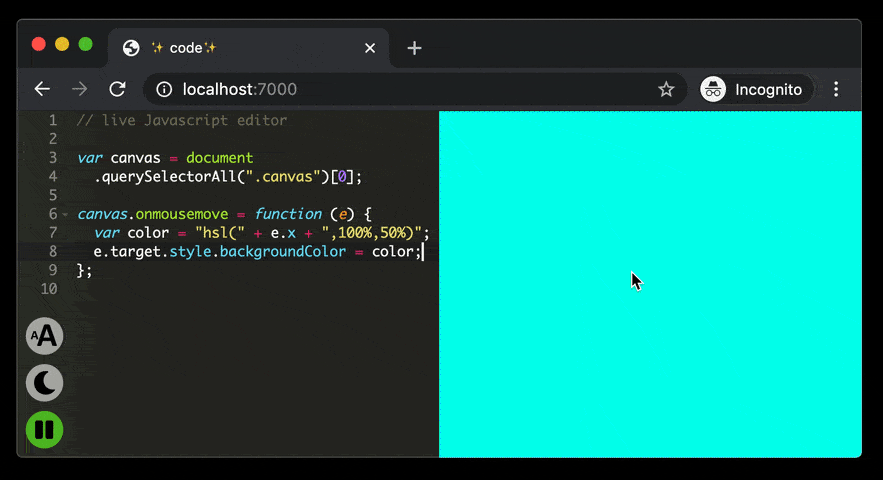 ✨ code✨
localhost:7000
Incognito
1 // live Javascript editor
2
3 var canvas = document
4 .querySelectorAll(".canvas")[0];
5
6 canvas.onmousemove = function (e) {
7 var color = "hsl(" + e.x + ",100%,50%)";
8 e.target.style.backgroundColor = color;
9 };
10
AA